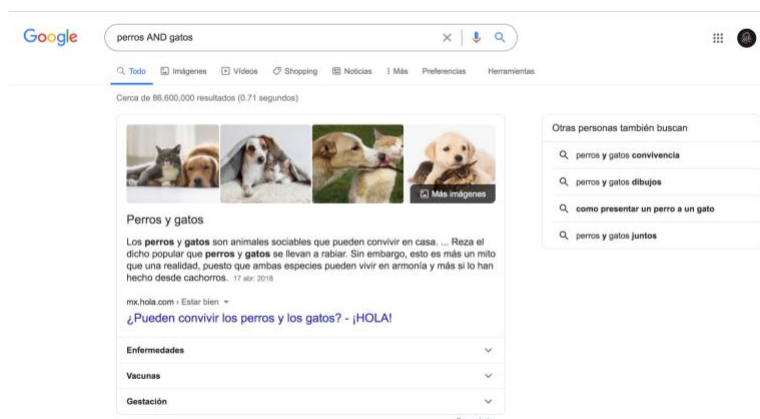 Google
perros AND gatos
Todo Imágenes Vídeos Shopping Noticias Más Preferencias Herramientas
Cerca de 86,600,000 resultados (0.71 segundos)
Más imágenes
Perros y gatos
Los perros y gatos son animales sociables que pueden convivir en casa. ... Reza el
dicho popular que perros y gatos se llevan a rabiar. Sin embargo, esto es más un mito
que una realidad, puesto que ambas especies pueden vivir en armonía y más si lo han
hecho desde cachorros. 17 abr. 2018
mx.hola.com › Estar bien
¿Pueden convivir los perros y los gatos? - ¡HOLA!
Enfermedades
Vacunas
Gestación
Otras personas también buscan
perros y gatos convivencia
perros y gatos dibujos
como presentar un perro a un gato
perros y gatos juntos